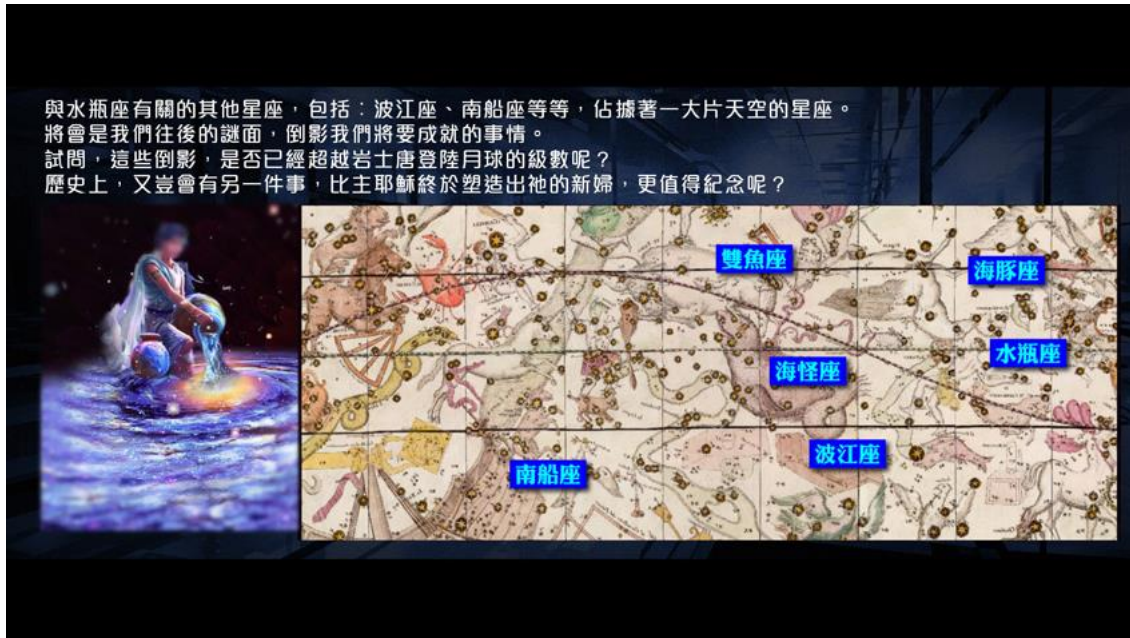 與水瓶座有關的其他星座，包括：波江座、南船座等等，佔據著一大片天空的星座。
將會是我們往後的謎面，倒影我們將要成就的事情。
試問，這些倒影，是否已經超越岩士唐登陸月球的級數呢？
歷史上，又豈會有另一件事，比主耶穌終於塑造出祂的新婦，更值得紀念呢？
雙魚座
海豚座
水瓶座
海怪座
波江座
南船座